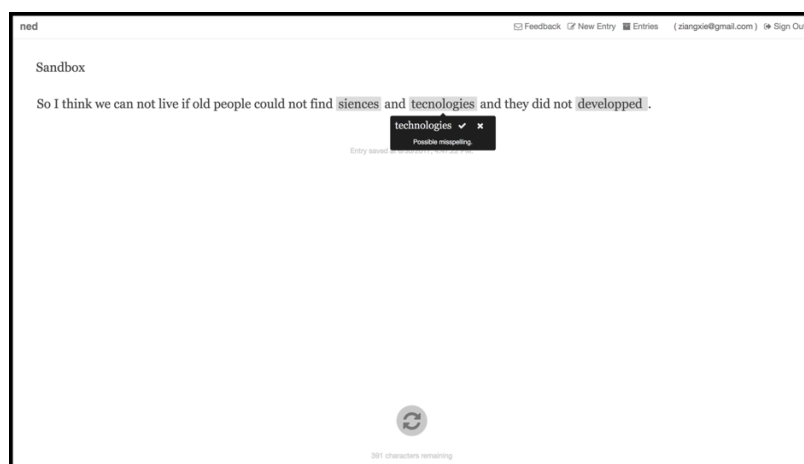 ned
Feedback New Entry Entries ( ziangxie@gmail.com ) Sign Out
Sandbox
So I think we can not live if old people could not find siences and tecnologies and they did not developped .
technologies
Possible misspelling.
Entry saved at
391 characters remaining